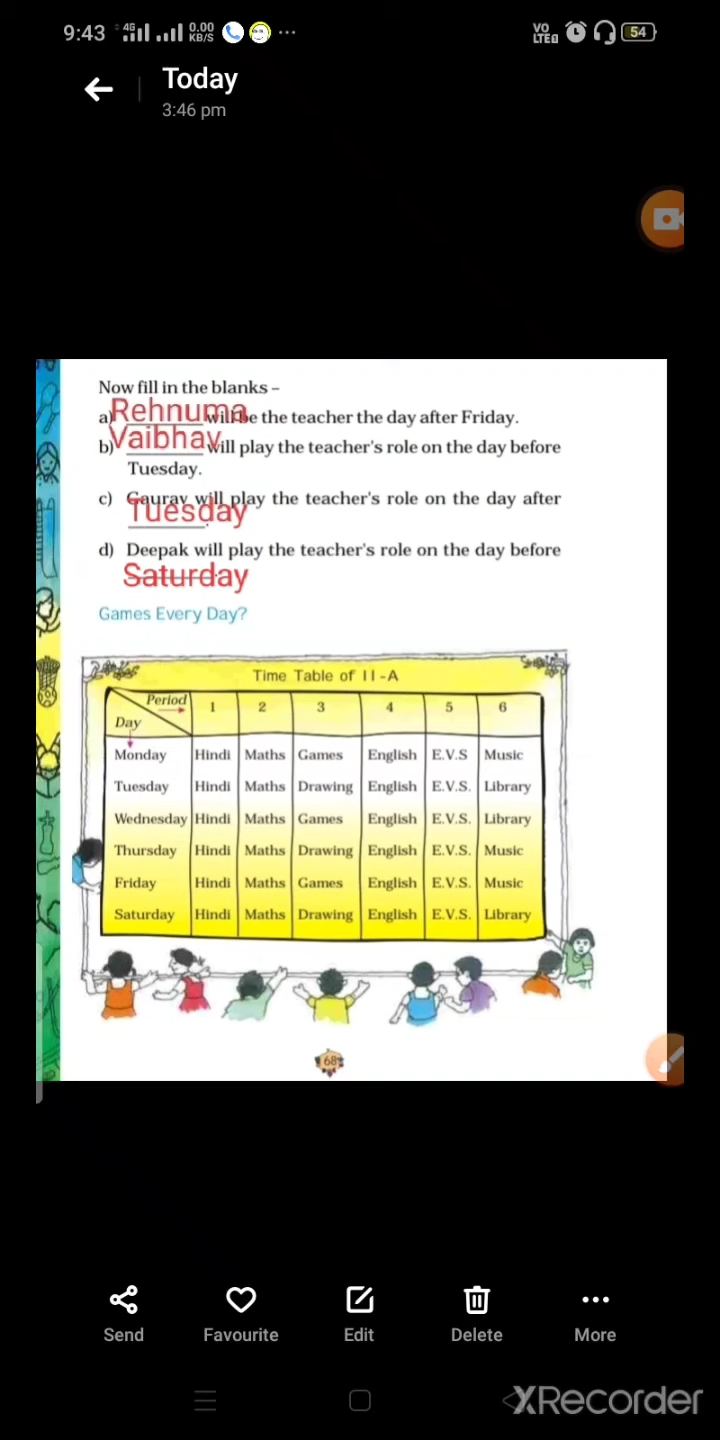 9:43 4G 0.00 KB/S ... VO LTE 54
Today
3:46 pm
Now fill in the blanks –
a) Rehnuma will be the teacher the day after Friday.
b) Vaibhav will play the teacher's role on the day before
Tuesday.
c) Gaurav will play the teacher's role on the day after
Tuesday
d) Deepak will play the teacher's role on the day before
Saturday
Games Every Day?
Time Table of II-A
Period 1 2 3 4 5 6
Day
Monday Hindi Maths Games English E.V.S Music
Tuesday Hindi Maths Drawing English E.V.S. Library
Wednesday Hindi Maths Games English E.V.S. Library
Thursday Hindi Maths Drawing English E.V.S. Music
Friday Hindi Maths Games English E.V.S. Music
Saturday Hindi Maths Drawing English E.V.S. Library
68
Send Favourite Edit Delete More
XRecorder